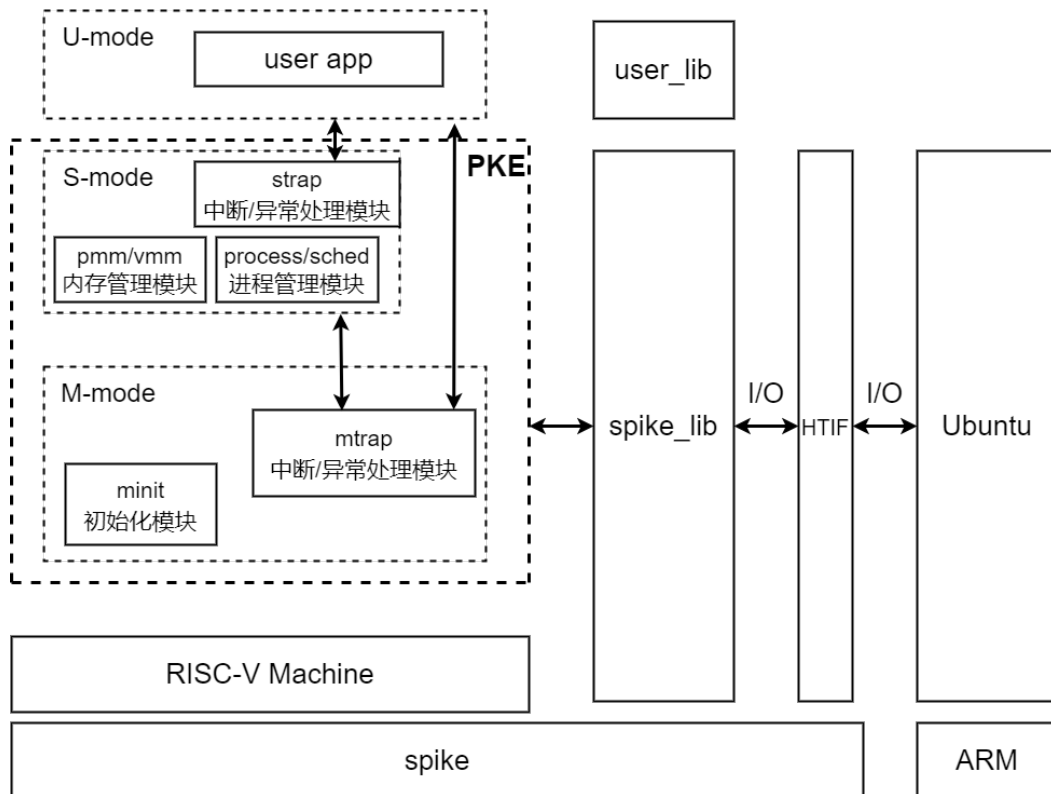 U-mode
user app
user_lib
PKE
S-mode
strap
中断/异常处理模块
pmm/vmm
内存管理模块
process/sched
进程管理模块
M-mode
mtrap
中断/异常处理模块
minit
初始化模块
spike_lib
I/O
HTIF
I/O
Ubuntu
RISC-V Machine
spike
ARM